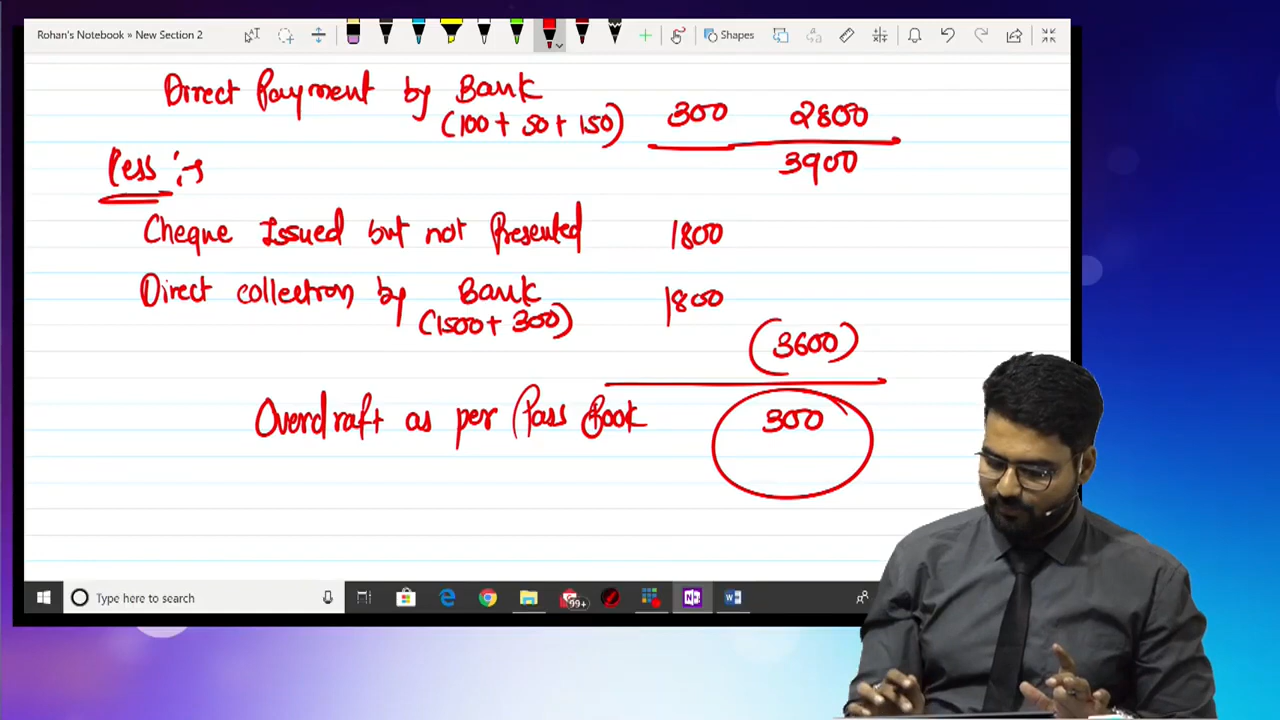 Rohan's Notebook » New Section 2
Shapes
Direct Payment by Bank
(100 + 50 + 150) 300 2800
3900
Less :-
Cheque Issued but not Presented 1800
Direct collection by Bank 1800
(1500 + 300)
(3600)
Overdraft as per Pass Book 300
Type here to search
99+